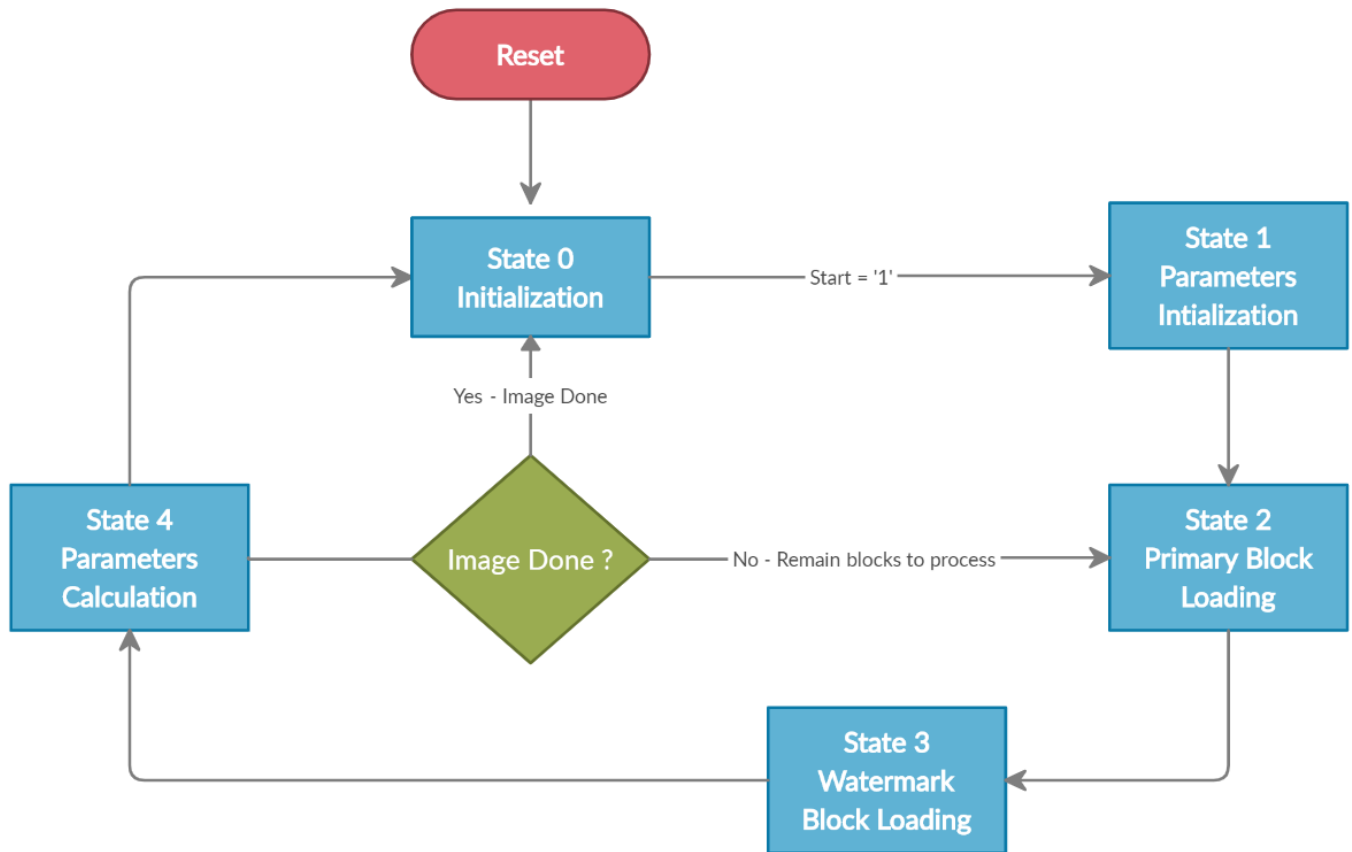 Reset
State 0
Initialization
Start = '1'
State 1
Parameters
Intialization
Yes - Image Done
State 4
Parameters
Calculation
Image Done ?
No - Remain blocks to process
State 2
Primary Block
Loading
State 3
Watermark
Block Loading